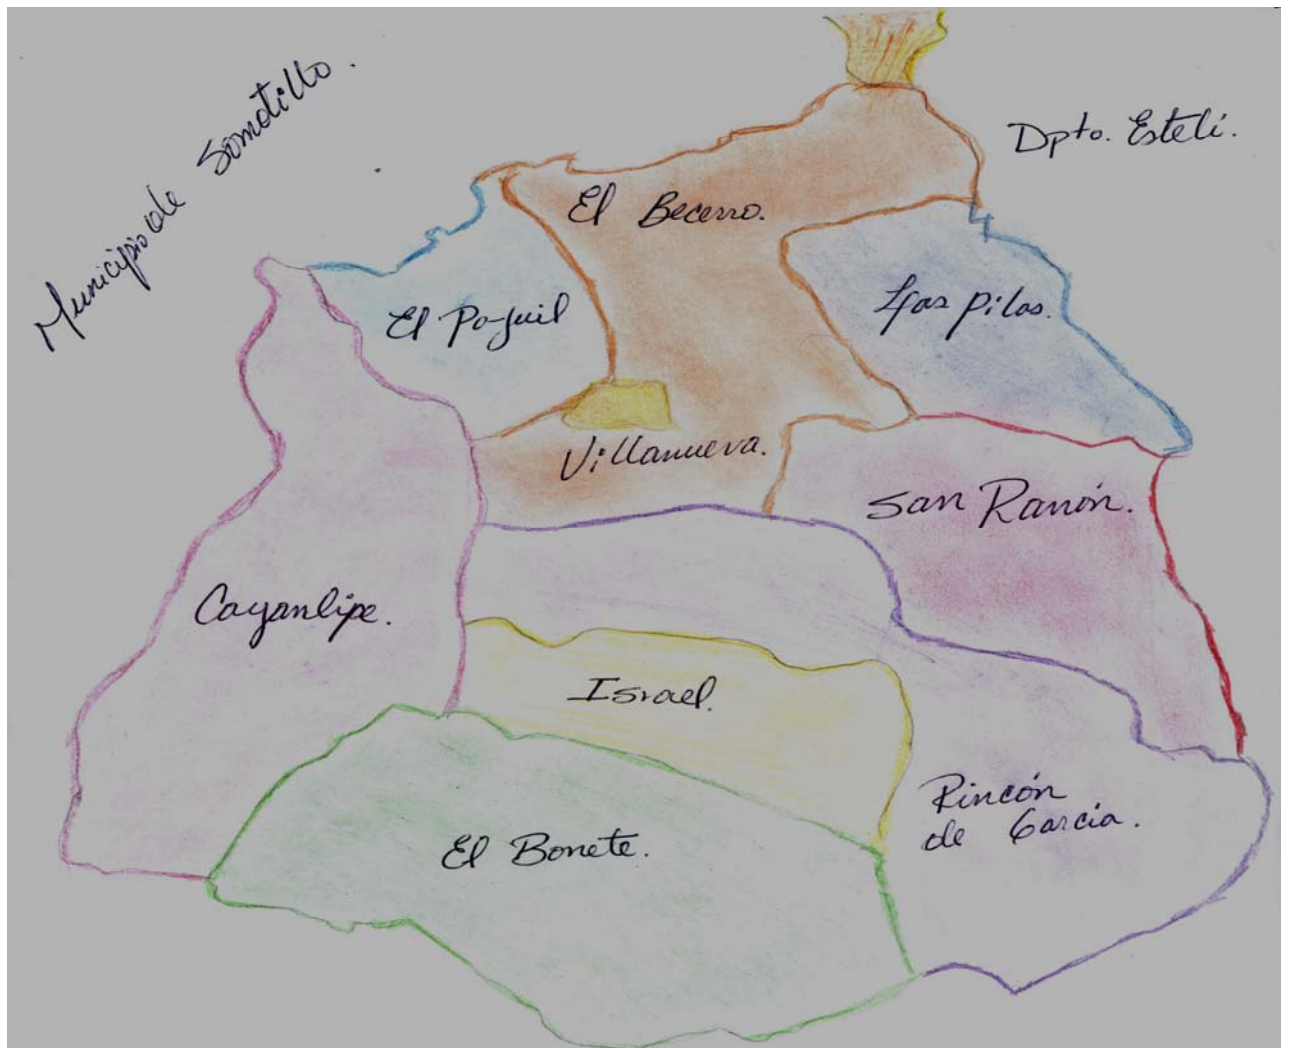 Municipio de Somotillo.
Dpto. Estelí.
El Becerro.
El Pajuil
Las Pilas.
Villanueva.
San Ramón.
Cayanlipe.
Israel.
Rincón
de García.
El Bonete.